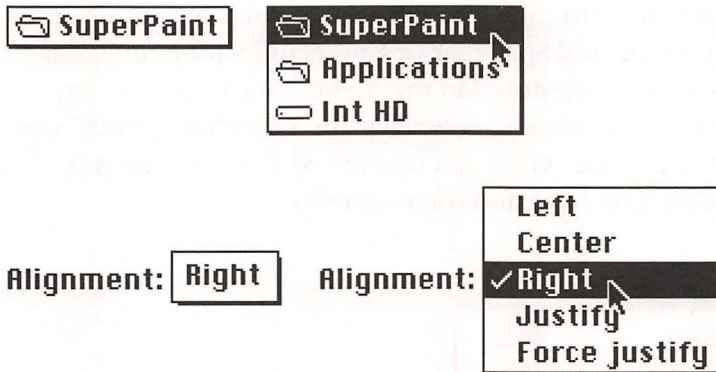 SuperPaint
SuperPaint
Applications
Int HD
Alignment: Right
Alignment: ✓Right
Left
Center
Justify
Force justify